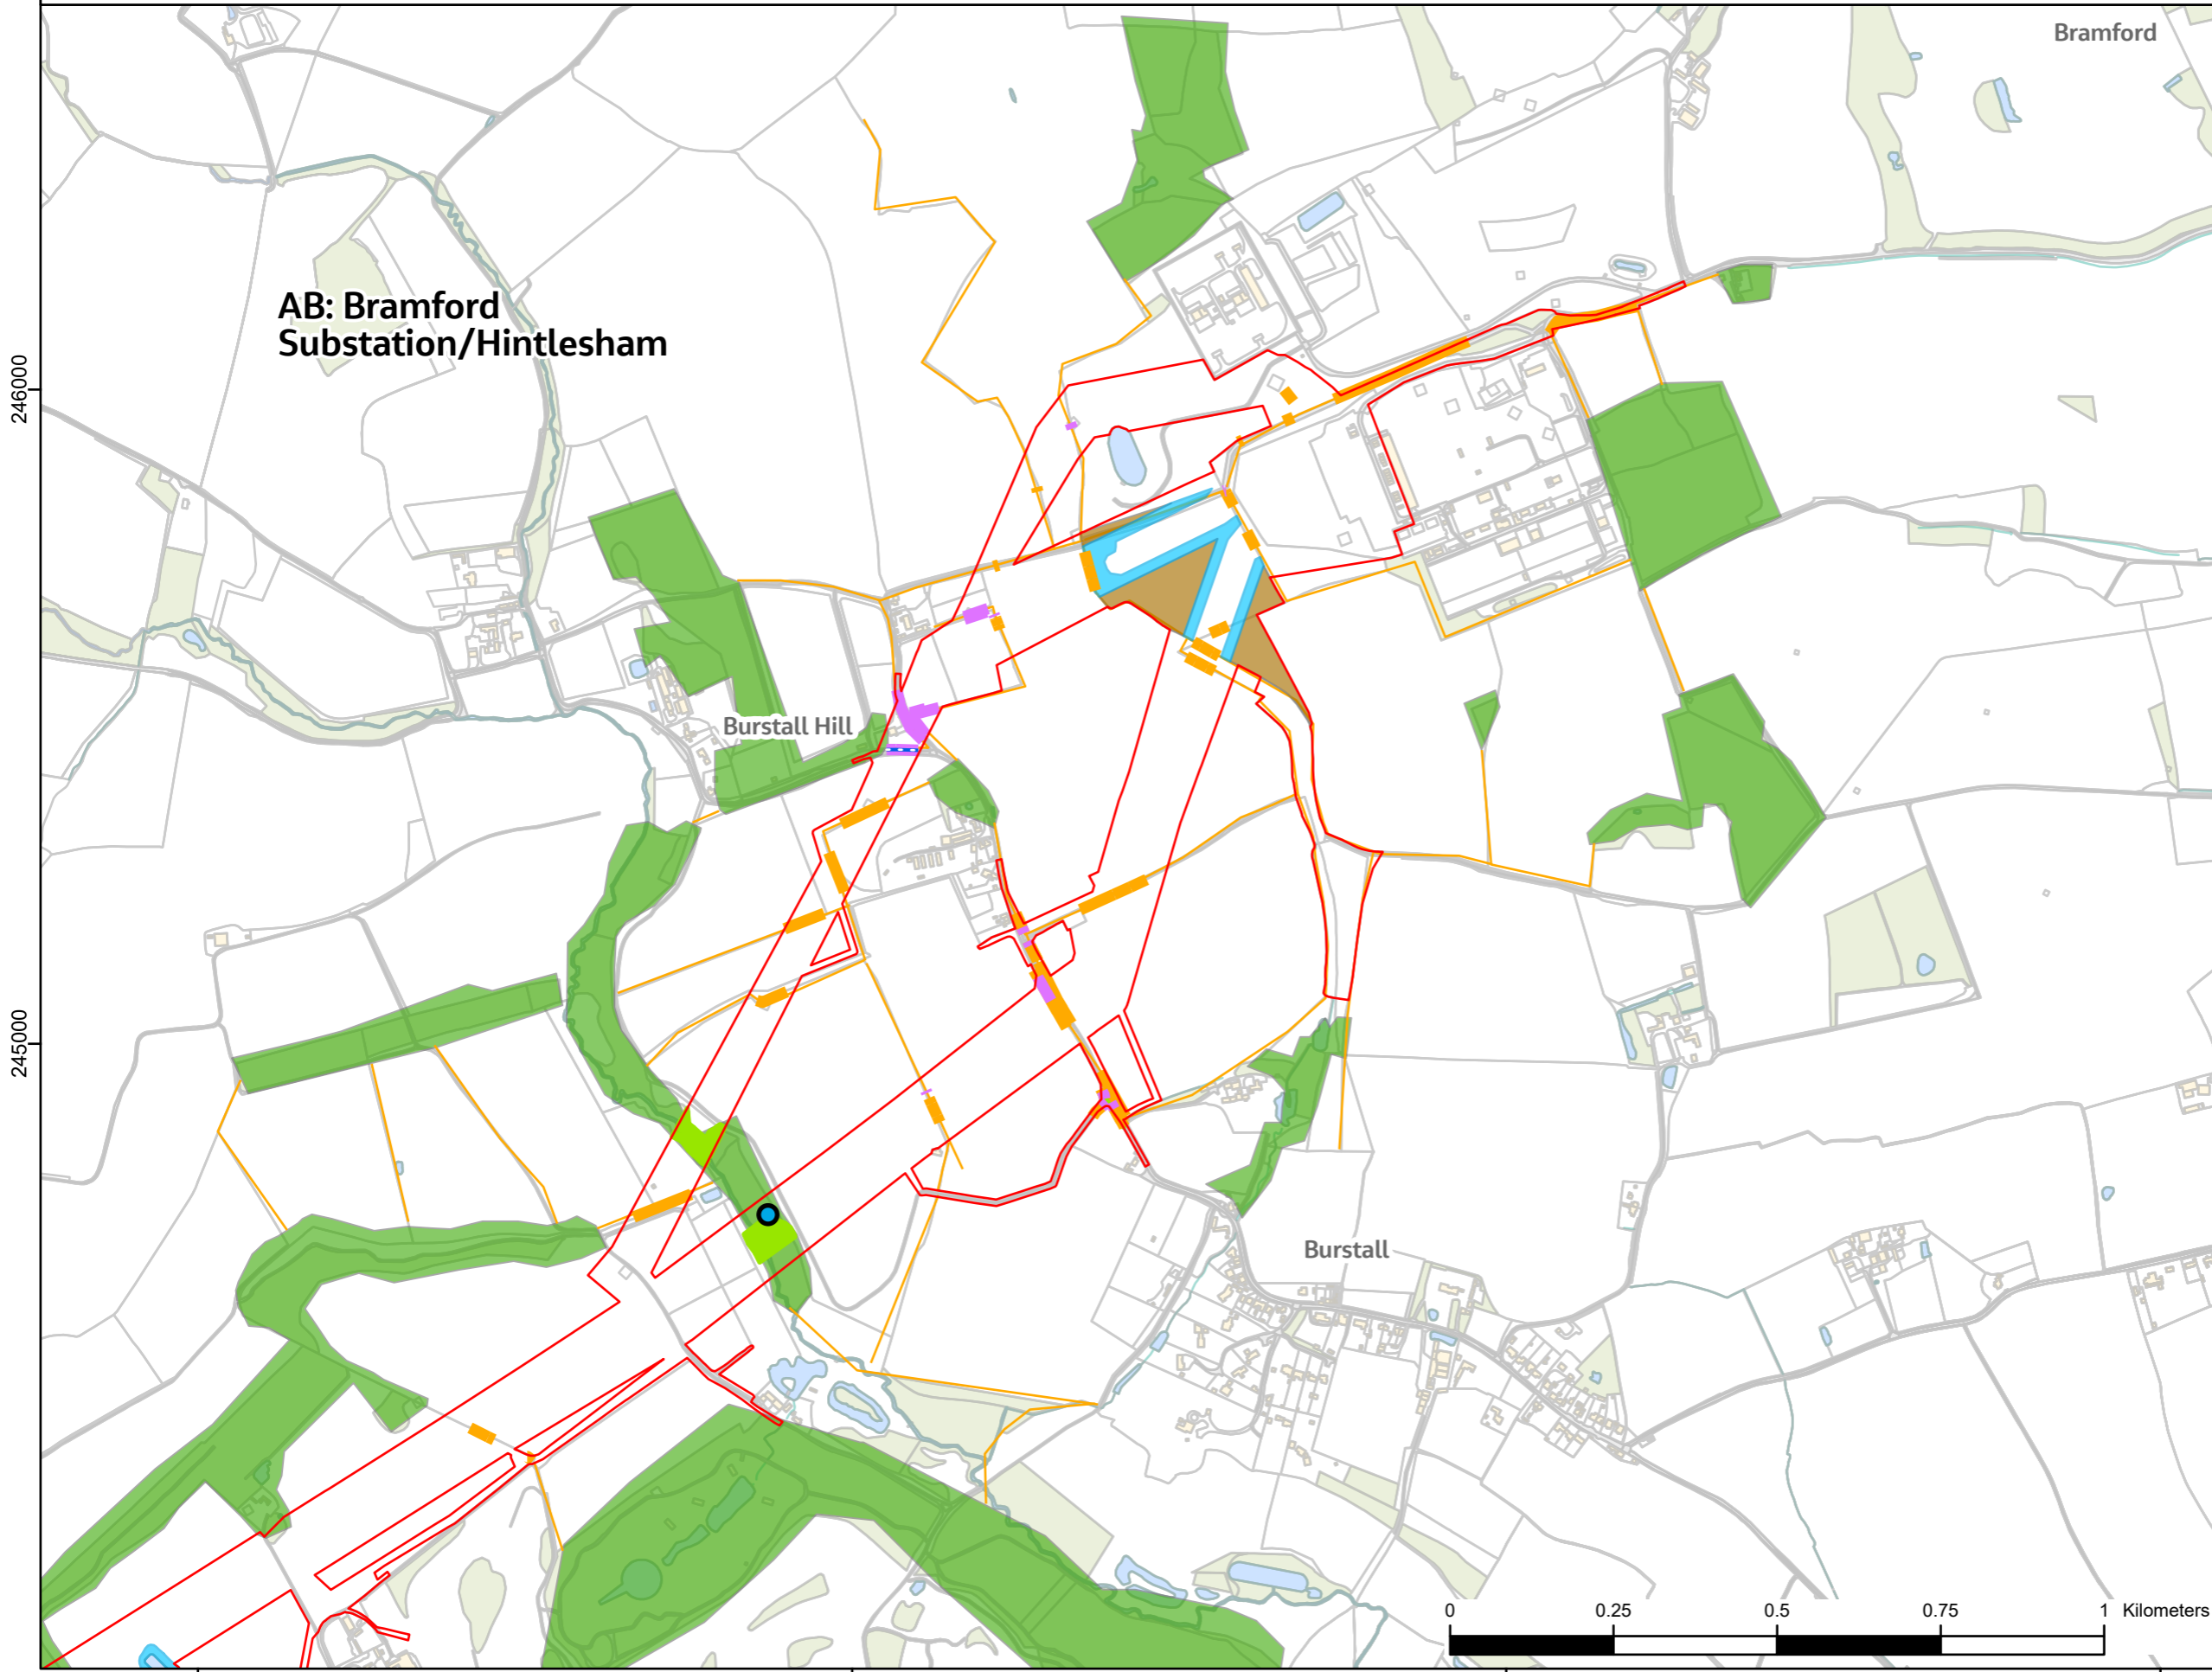 Bramford
AB: Bramford
Substation/Hintlesham
246000
Burstall Hill
245000
Burstall
0 0.25 0.5 0.75 1 Kilometers